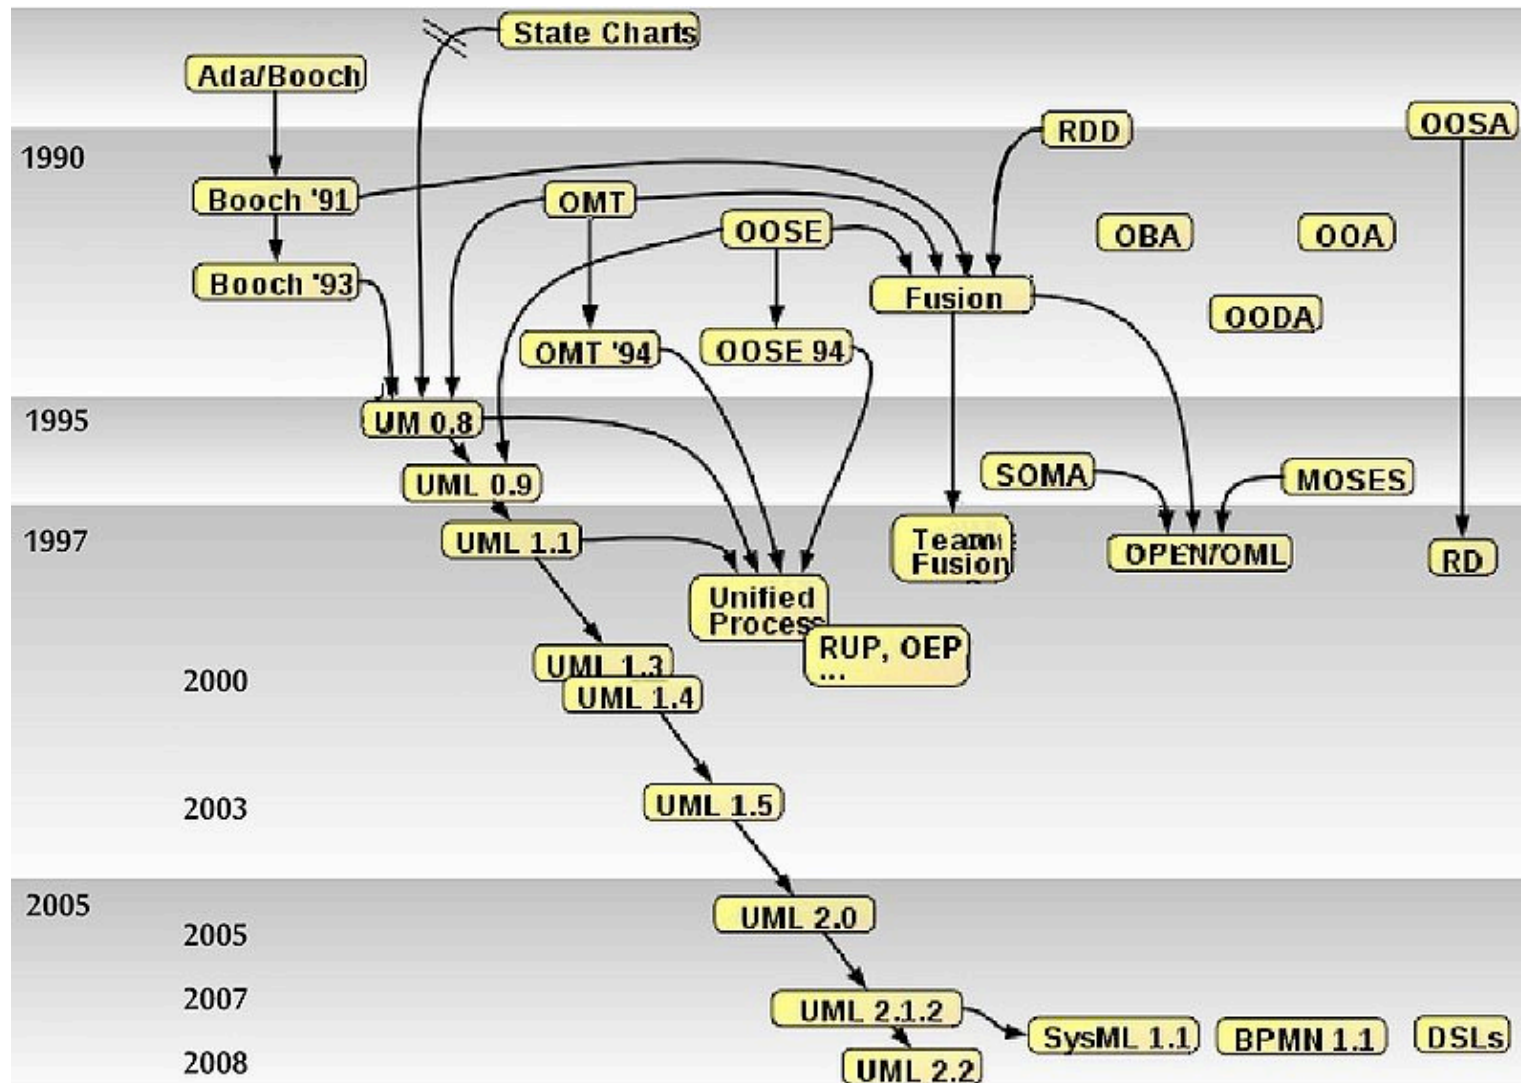 State Charts
Ada/Booch
OOSA
RDD
1990
Booch '91
OMT
OOSE
OBA
OOA
Booch '93
Fusion
OODA
OMT '94
OOSE 94
1995
UM 0.8
SOMA
MOSES
UML 0.9
1997
UML 1.1
Team
Fusion
OPEN/OML
RD
Unified
Process
RUP, OEP
...
UML 1.3
2000
UML 1.4
2003
UML 1.5
2005
UML 2.0
2005
2007
UML 2.1.2
SysML 1.1
BPMN 1.1
DSLs
2008
UML 2.2